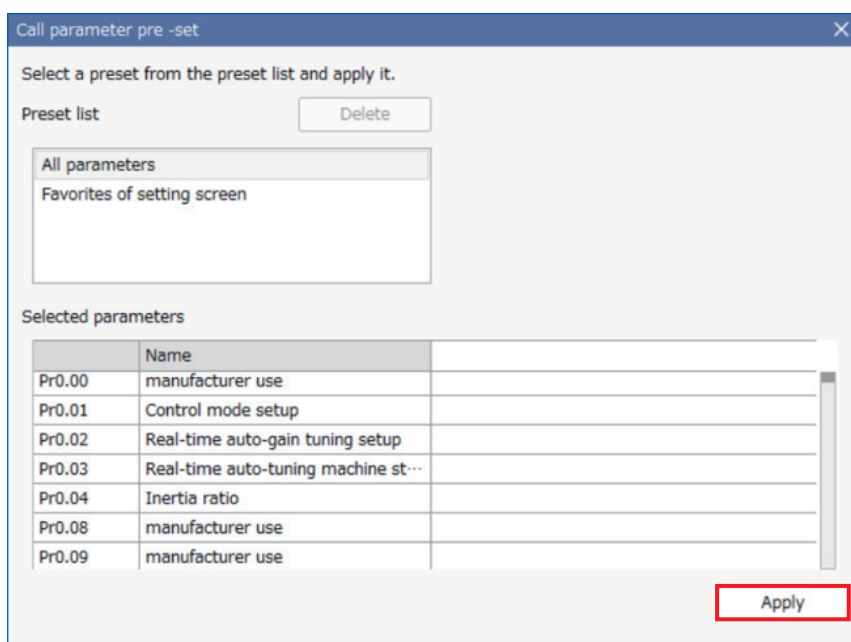 Call parameter pre -set
Select a preset from the preset list and apply it.
Preset list Delete
All parameters
Favorites of setting screen
Selected parameters
Name
Pr0.00 manufacturer use
Pr0.01 Control mode setup
Pr0.02 Real-time auto-gain tuning setup
Pr0.03 Real-time auto-tuning machine st···
Pr0.04 Inertia ratio
Pr0.08 manufacturer use
Pr0.09 manufacturer use
Apply